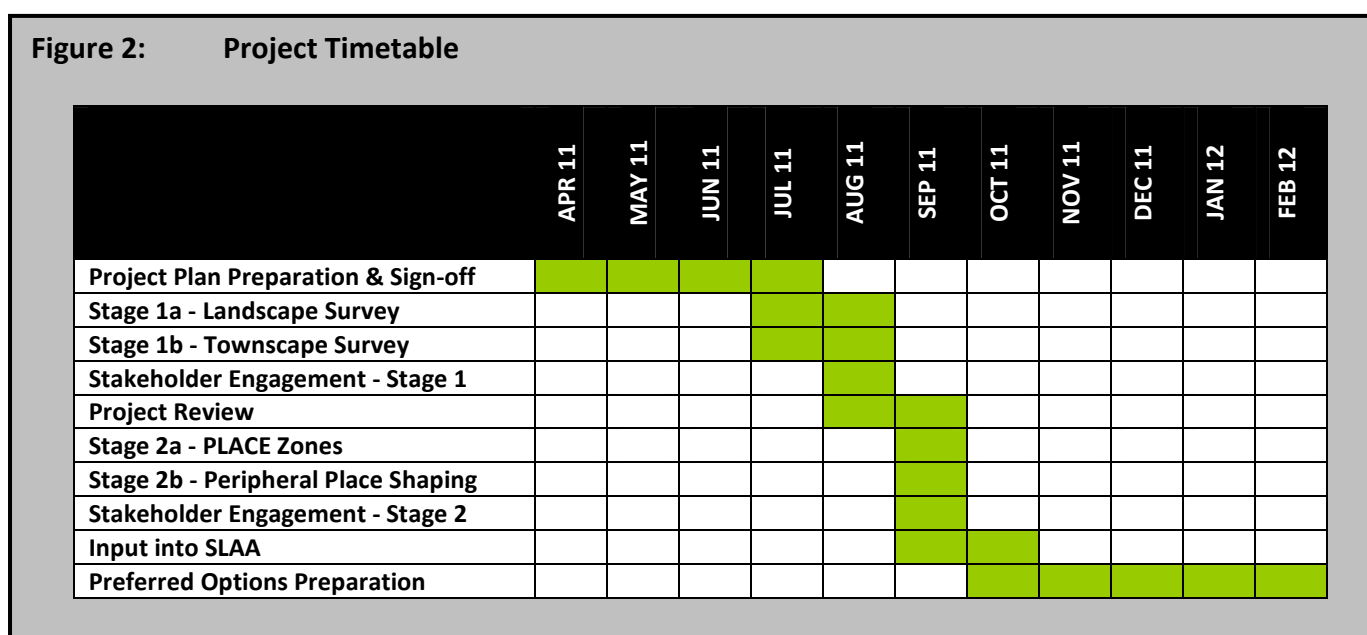 Figure 2: Project Timetable
APR 11 MAY 11 JUN 11 JUL 11 AUG 11 SEP 11 OCT 11 NOV 11 DEC 11 JAN 12 FEB 12
Project Plan Preparation & Sign-off
Stage 1a - Landscape Survey
Stage 1b - Townscape Survey
Stakeholder Engagement - Stage 1
Project Review
Stage 2a - PLACE Zones
Stage 2b - Peripheral Place Shaping
Stakeholder Engagement - Stage 2
Input into SLAA
Preferred Options Preparation